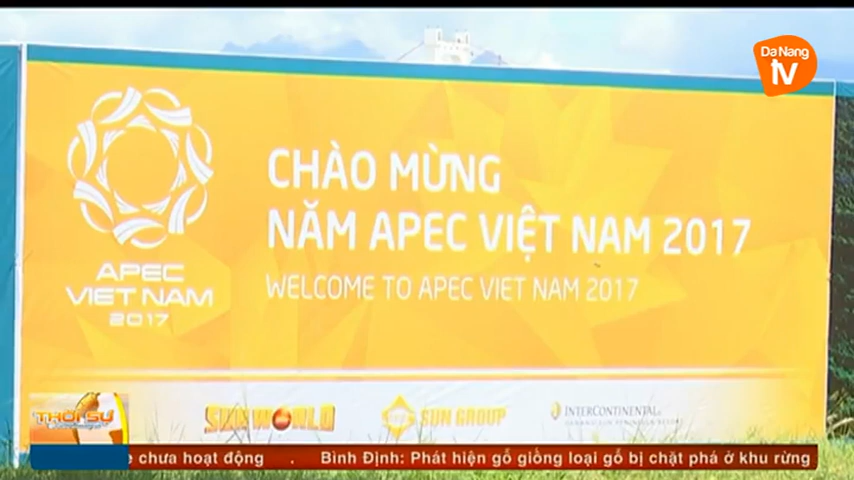 Da Nang
TV
CHÀO MỪNG
NĂM APEC VIỆT NAM 2017
WELCOME TO APEC VIET NAM 2017
APEC
VIET NAM
2017
THỜI SỰ
SUN WORLD
SUN GROUP
INTERCONTINENTAL
chưa hoạt động . Bình Định: Phát hiện gỗ giống loại gỗ bị chặt phá ở khu rừng